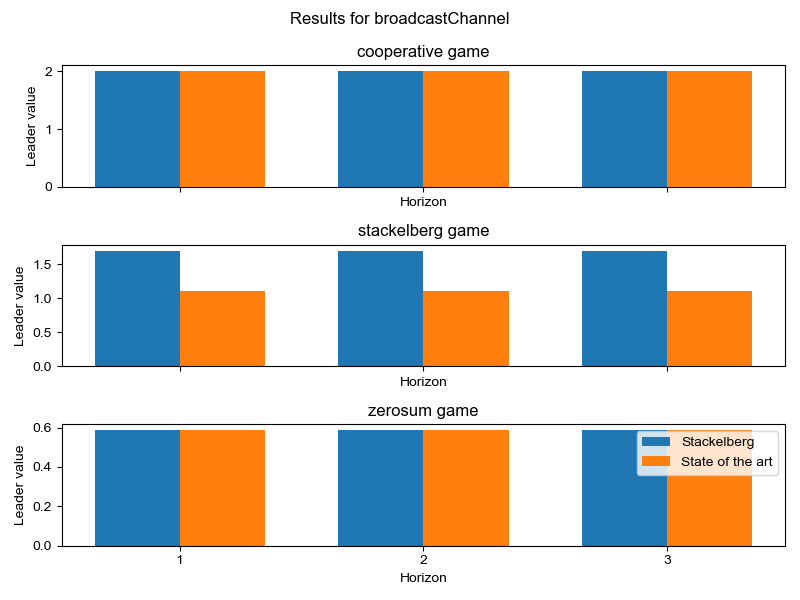 Results for broadcastChannel
cooperative game
2
1
0
Leader value
Horizon
stackelberg game
1.5
1.0
0.5
0.0
Leader value
Horizon
zerosum game
0.6
0.4
0.2
0.0
Leader value
Stackelberg
State of the art
1 2 3
Horizon